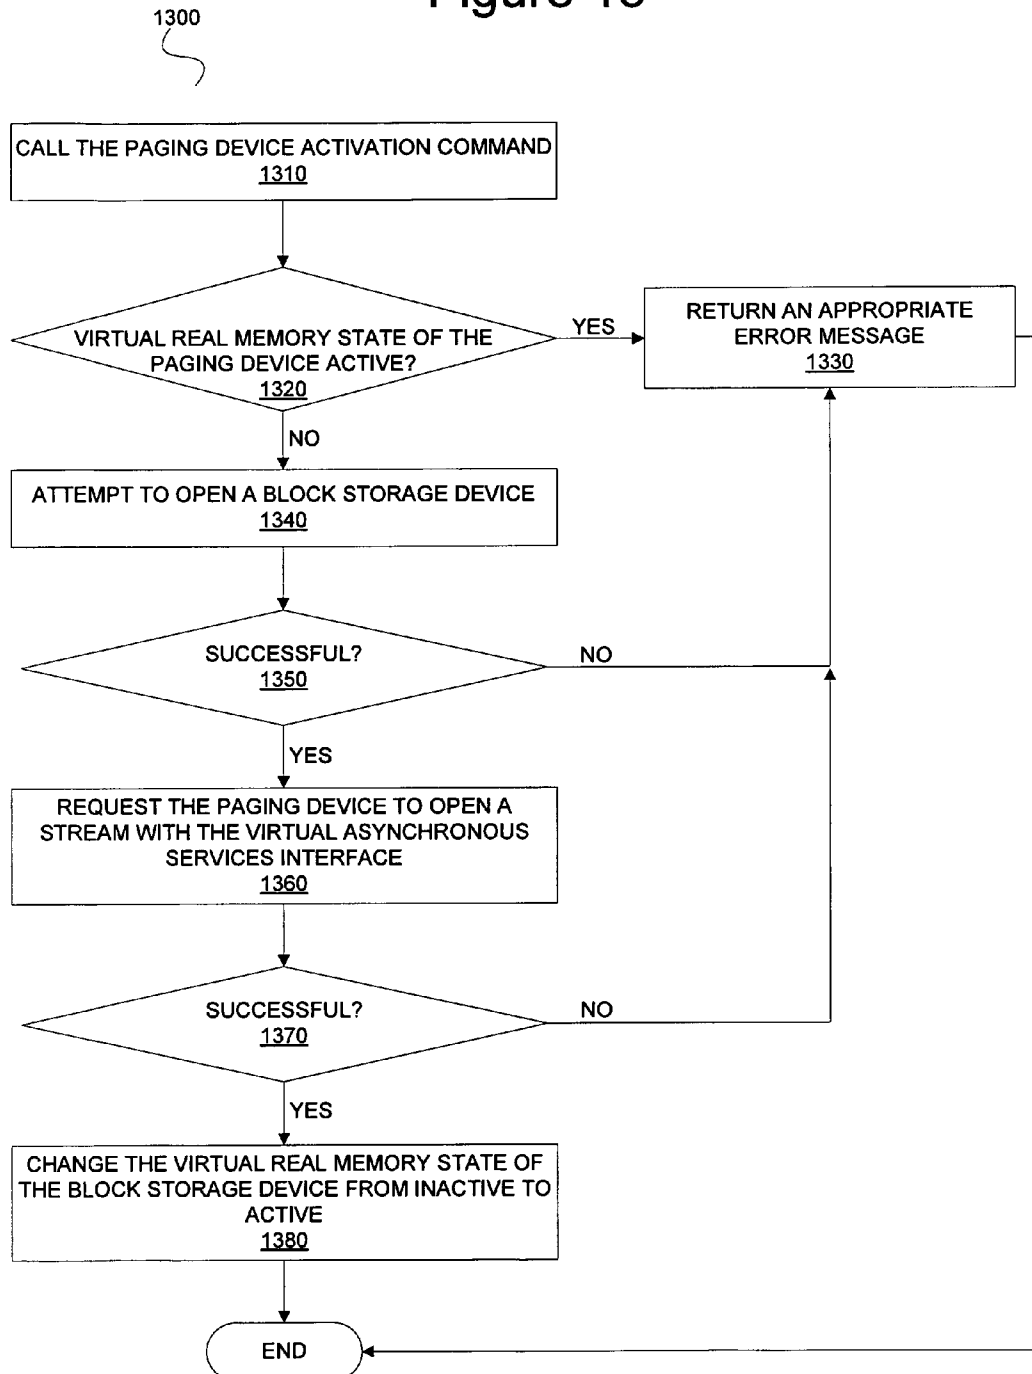 1300
CALL THE PAGING DEVICE ACTIVATION COMMAND
1310
VIRTUAL REAL MEMORY STATE OF THE
PAGING DEVICE ACTIVE?
1320
YES
RETURN AN APPROPRIATE
ERROR MESSAGE
1330
NO
ATTEMPT TO OPEN A BLOCK STORAGE DEVICE
1340
SUCCESSFUL?
1350
NO
YES
REQUEST THE PAGING DEVICE TO OPEN A
STREAM WITH THE VIRTUAL ASYNCHRONOUS
SERVICES INTERFACE
1360
SUCCESSFUL?
1370
NO
YES
CHANGE THE VIRTUAL REAL MEMORY STATE OF
THE BLOCK STORAGE DEVICE FROM INACTIVE TO
ACTIVE
1380
END